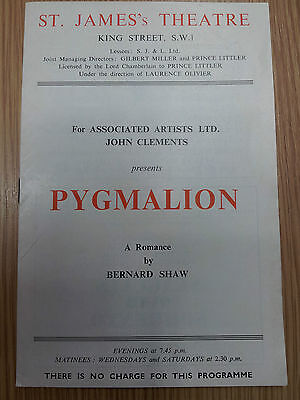 ST. JAMES's THEATRE
KING STREET, S.W.1
Lessees: S. J. & L. Ltd.
Joint Managing Directors: GILBERT MILLER and PRINCE LITTLER
Licensed by the Lord Chamberlain to PRINCE LITTLER
Under the direction of LAURENCE OLIVIER
For ASSOCIATED ARTISTS LTD.
JOHN CLEMENTS
presents
PYGMALION
A Romance
by
BERNARD SHAW
EVENINGS at 7.45 p.m.
MATINEES: WEDNESDAYS and SATURDAYS at 2.30 p.m.
THERE IS NO CHARGE FOR THIS PROGRAMME